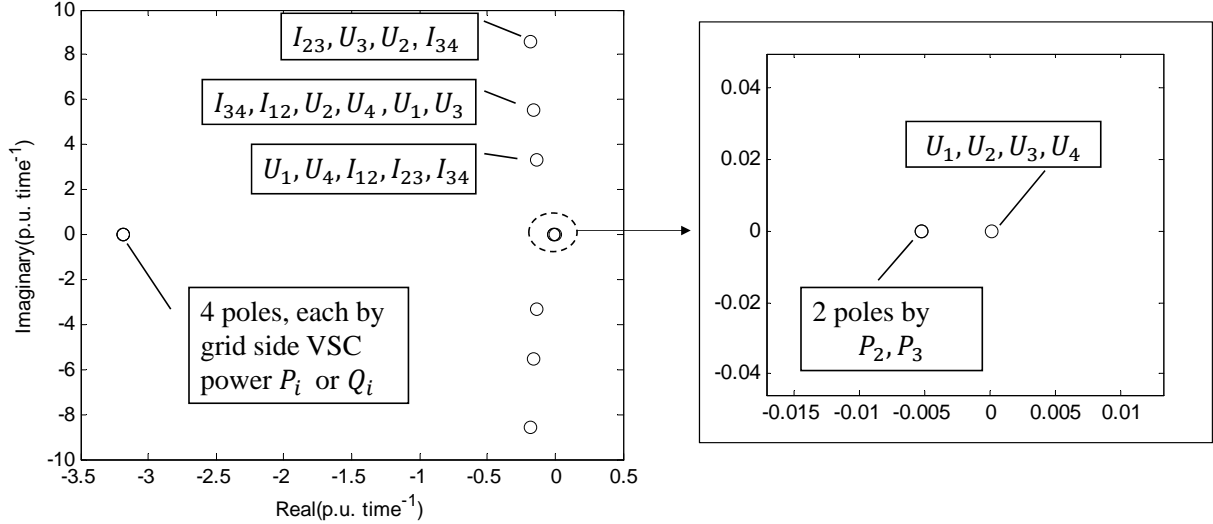 10
8
6
4
2
0
-2
-4
-6
-8
-10
Imaginary(p.u. time⁻¹)
-3.5 -3 -2.5 -2 -1.5 -1 -0.5 0 0.5
Real(p.u. time⁻¹)
I₂₃, U₃, U₂, I₃₄
I₃₄, I₁₂, U₂, U₄, U₁, U₃
U₁, U₄, I₁₂, I₂₃, I₃₄
4 poles, each by
grid side VSC
power Pᵢ or Qᵢ
0.04
0.02
0
-0.02
-0.04
-0.015 -0.01 -0.005 0 0.005 0.01
U₁, U₂, U₃, U₄
2 poles by
P₂, P₃